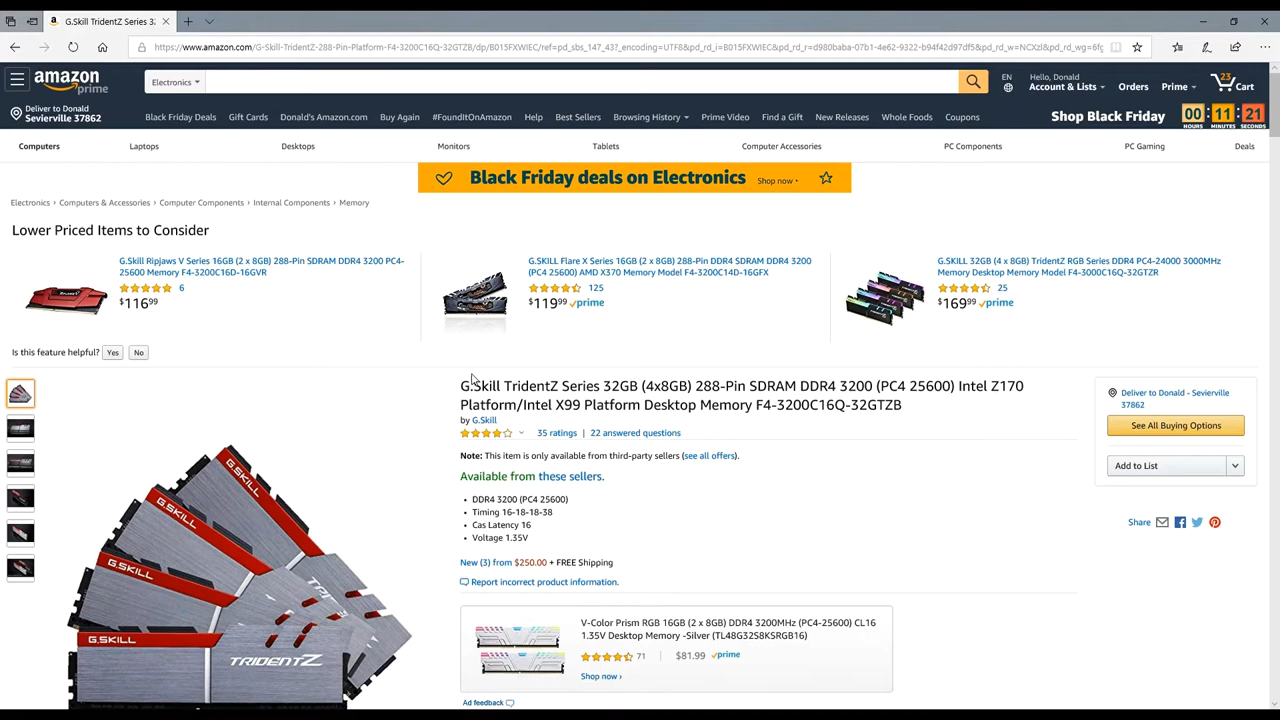 G.Skill TridentZ Series 3:
https://www.amazon.com/G-Skill-TridentZ-288-Pin-Platform-F4-3200C16Q-32GTZB/dp/B015FXWIEC/ref=pd_sbs_147_43?_encoding=UTF8&pd_rd_i=B015FXWIEC&pd_rd_r=d980baba-07b1-4e62-9322-b94f42d97df5&pd_rd_w=NCXzl&pd_rd_wg=6fg
amazon prime
Electronics
EN
Hello, Donald
Account & Lists
Orders
Prime
23
Cart
Deliver to Donald
Sevierville 37862
Black Friday Deals Gift Cards Donald's Amazon.com Buy Again #FoundItOnAmazon Help Best Sellers Browsing History Prime Video Find a Gift New Releases Whole Foods Coupons
Shop Black Friday 00 HOURS 11 MINUTES 21 SECONDS
Computers Laptops Desktops Monitors Tablets Computer Accessories PC Components PC Gaming Deals
Black Friday deals on Electronics Shop now ›
Electronics › Computers & Accessories › Computer Components › Internal Components › Memory
Lower Priced Items to Consider
G.Skill Ripjaws V Series 16GB (2 x 8GB) 288-Pin SDRAM DDR4 3200 PC4-
25600 Memory F4-3200C16D-16GVR
6
$116.99
G.SKILL Flare X Series 16GB (2 x 8GB) 288-Pin DDR4 SDRAM DDR4 3200
(PC4 25600) AMD X370 Memory Model F4-3200C14D-16GFX
125
$119.99 prime
G.SKILL 32GB (4 x 8GB) TridentZ RGB Series DDR4 PC4-24000 3000MHz
Memory Desktop Memory Model F4-3000C16Q-32GTZR
25
$169.99 prime
Is this feature helpful? Yes No
G.Skill TridentZ Series 32GB (4x8GB) 288-Pin SDRAM DDR4 3200 (PC4 25600) Intel Z170
Platform/Intel X99 Platform Desktop Memory F4-3200C16Q-32GTZB
by G.Skill
35 ratings | 22 answered questions
Note: This item is only available from third-party sellers (see all offers).
Available from these sellers.
• DDR4 3200 (PC4 25600)
• Timing 16-18-18-38
• Cas Latency 16
• Voltage 1.35V
New (3) from $250.00 + FREE Shipping
Report incorrect product information.
V-Color Prism RGB 16GB (2 x 8GB) DDR4 3200MHz (PC4-25600) CL16
1.35V Desktop Memory -Silver (TL48G32S8KSRGB16)
71 | $81.99 prime
Shop now ›
Ad feedback
Deliver to Donald - Sevierville
37862
See All Buying Options
Add to List
Share
G.SKILL
G.SKILL
G.SKILL
G.SKILL
TRIDENT Z